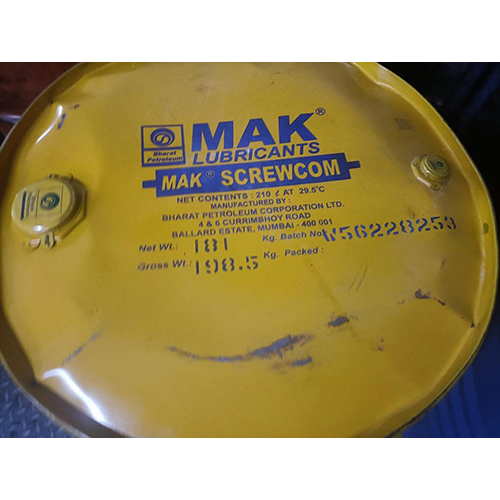 MAK®
LUBRICANTS
Bharat
Petroleum
MAK® SCREWCOM
NET CONTENTS : 210 ℓ AT 29.5°C
MANUFACTURED BY :
BHARAT PETROLEUM CORPORATION LTD.
4 & 6 CURRIMBHOY ROAD
BALLARD ESTATE, MUMBAI - 400 001
Net Wt.: 181 Kg. Batch No. W56228253
Gross Wt.: 198.5 Kg. Packed :